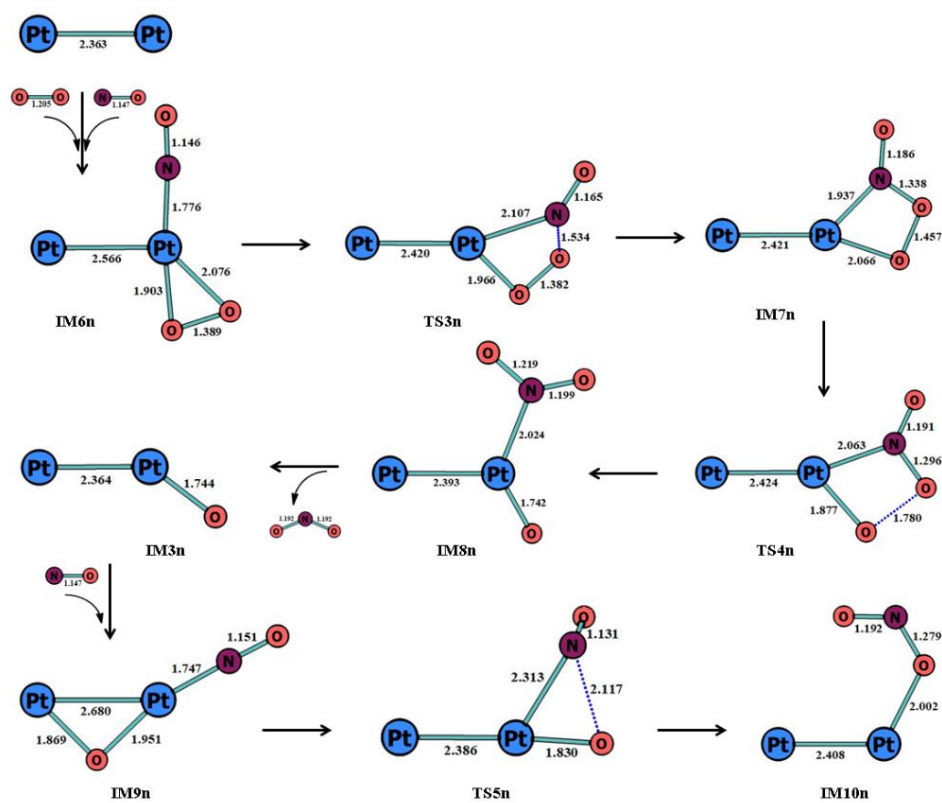 Pt Pt
2.363
O O N O
1.205 1.147
O
1.146
N
1.776
Pt Pt
2.566
2.076
1.903
O
O
1.389
IM6n
O
1.165
N
2.107
Pt Pt
2.420
1.534
O
1.966
1.382
O
TS3n
O
1.186
N
1.937
1.338
O
Pt Pt
2.421
1.457
2.066
O
IM7n
O
1.191
N
2.063
Pt Pt
2.424
1.296
O
1.877
1.780
O
TS4n
O
1.219
N O
1.199
2.024
Pt Pt
2.393
1.742
O
IM8n
1.192 1.192
O N O
Pt Pt
2.364
1.744
O
IM3n
N O
1.147
1.151 O
N
1.747
Pt Pt
2.680
1.869 1.951
O
IM9n
O
1.131
N
2.313
2.117
Pt Pt O
2.386 1.830
TS5n
O N
1.192
1.279
O
2.002
Pt Pt
2.408
IM10n